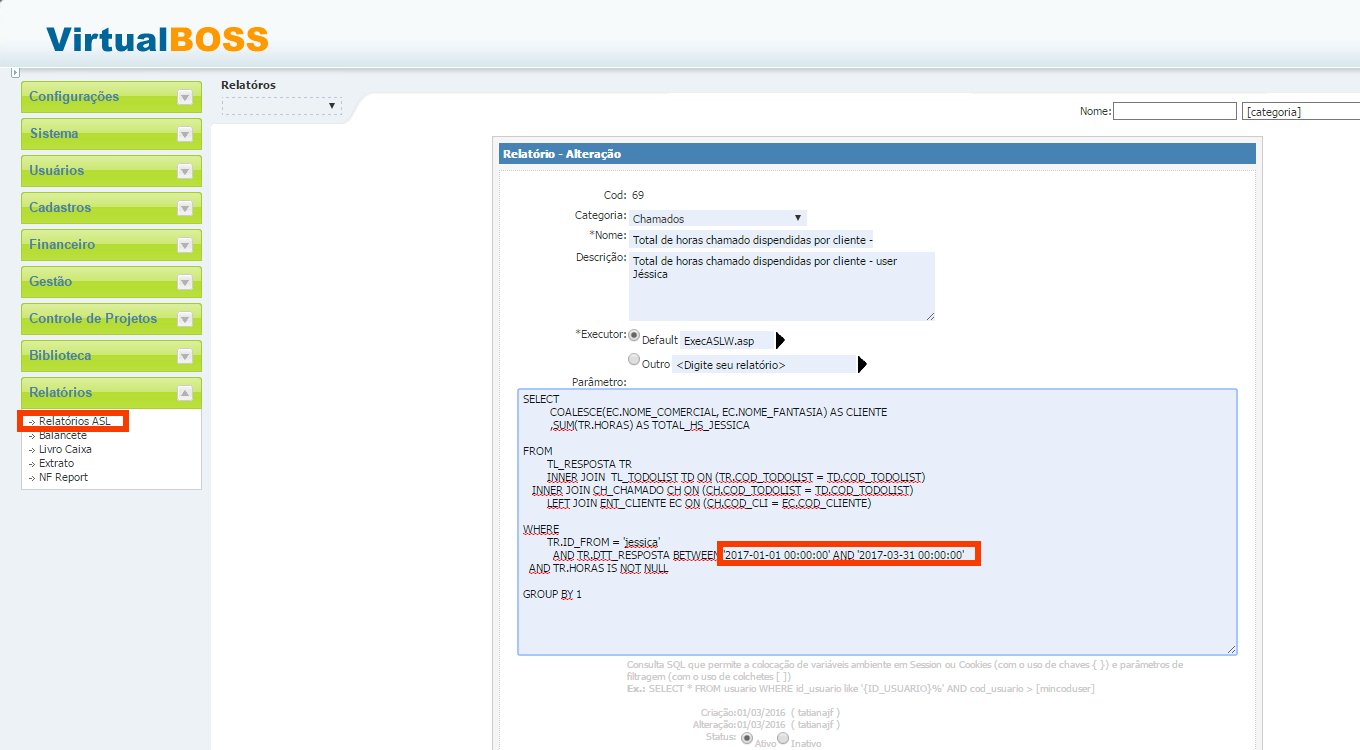 VirtualBOSS
Configurações
Sistema
Usuários
Cadastros
Financeiro
Gestão
Controle de Projetos
Biblioteca
Relatórios
-> Relatórios ASL
-> Balancete
-> Livro Caixa
-> Extrato
-> NF Report
Relatóros
Nome: [categoria]
Relatório - Alteração
Cod: 69
Categoria: Chamados
*Nome: Total de horas chamado dispendidas por cliente -
Descrição: Total de horas chamado dispendidas por cliente - user
Jéssica
*Executor: Default ExecASLW.asp
Outro <Digite seu relatório>
Parâmetro:
SELECT
COALESCE(EC.NOME_COMERCIAL, EC.NOME_FANTASIA) AS CLIENTE
,SUM(TR.HORAS) AS TOTAL_HS_JESSICA
FROM
TL_RESPOSTA TR
INNER JOIN TL_TODOLIST TD ON (TR.COD_TODOLIST = TD.COD_TODOLIST)
INNER JOIN CH_CHAMADO CH ON (CH.COD_TODOLIST = TD.COD_TODOLIST)
LEFT JOIN ENT_CLIENTE EC ON (CH.COD_CLI = EC.COD_CLIENTE)
WHERE
TR.ID_FROM = 'jessica'
AND TR.DTT_RESPOSTA BETWEEN '2017-01-01 00:00:00' AND '2017-03-31 00:00:00'
AND TR.HORAS IS NOT NULL
GROUP BY 1
Consulta SQL que permite a colocação de variáveis ambiente em Session ou Cookies (com o uso de chaves { }) e parâmetros de
filtragem (com o uso de colchetes [ ])
Ex.: SELECT * FROM usuario WHERE id_usuario like '{ID_USUARIO}%' AND cod_usuario > [mincoduser]
Criação:01/03/2016 ( tatianajf )
Alteração:01/03/2016 ( tatianajf )
Status: Ativo Inativo